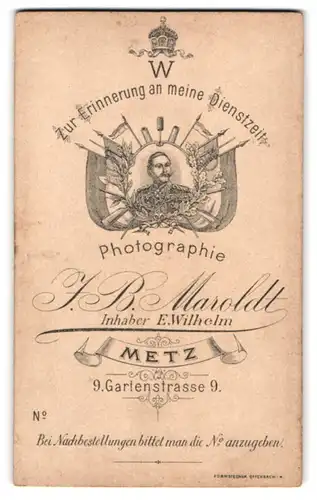 W
Zur Erinnerung an meine Dienstzeit
Photographie
J. B. Maroldt
Inhaber E. Wilhelm
METZ
9. Gartenstrasse 9.
No
Bei Nachbestellungen bittet man die No anzugeben.